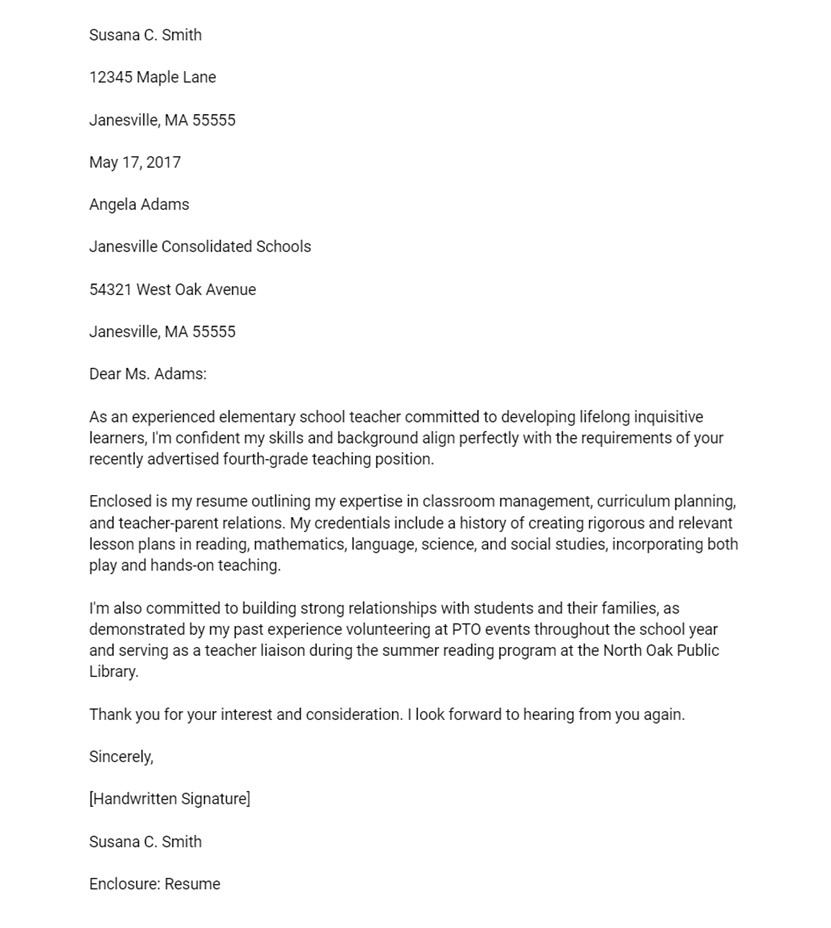 Susana C. Smith
12345 Maple Lane
Janesville, MA 55555
May 17, 2017
Angela Adams
Janesville Consolidated Schools
54321 West Oak Avenue
Janesville, MA 55555
Dear Ms. Adams:
As an experienced elementary school teacher committed to developing lifelong inquisitive
learners, I'm confident my skills and background align perfectly with the requirements of your
recently advertised fourth-grade teaching position.
Enclosed is my resume outlining my expertise in classroom management, curriculum planning,
and teacher-parent relations. My credentials include a history of creating rigorous and relevant
lesson plans in reading, mathematics, language, science, and social studies, incorporating both
play and hands-on teaching.
I'm also committed to building strong relationships with students and their families, as
demonstrated by my past experience volunteering at PTO events throughout the school year
and serving as a teacher liaison during the summer reading program at the North Oak Public
Library.
Thank you for your interest and consideration. I look forward to hearing from you again.
Sincerely,
[Handwritten Signature]
Susana C. Smith
Enclosure: Resume